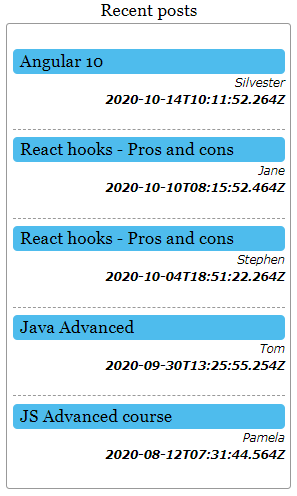 Recent posts
Angular 10
Silvester
2020-10-14T10:11:52.264Z
React hooks - Pros and cons
Jane
2020-10-10T08:15:52.464Z
React hooks - Pros and cons
Stephen
2020-10-04T18:51:22.264Z
Java Advanced
Tom
2020-09-30T13:25:55.254Z
JS Advanced course
Pamela
2020-08-12T07:31:44.564Z